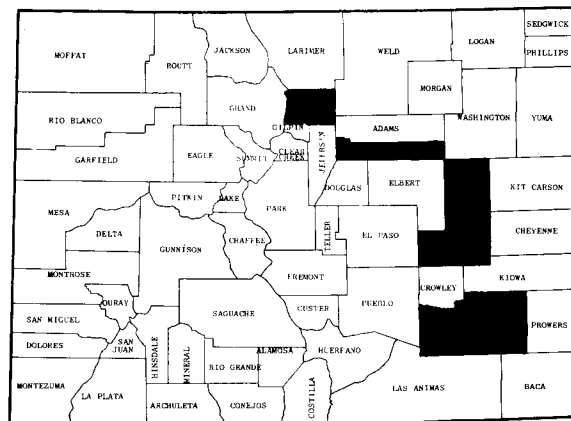 SEDGWICK
LOGAN
JACKSON
LARIMER
WELD
PHILLIPS
MOFFAT
ROUTT
MORGAN
WASHINGTON
YUMA
GRAND
RIO BLANCO
GILPIN
ADAMS
CLEAR
CREEK
JEFFERSON
EAGLE
SUMMIT
GARFIELD
DOUGLAS
ELBERT
KIT CARSON
PITKIN
LAKE
PARK
MESA
DELTA
TELLER
EL PASO
CHEYENNE
GUNNISON
CHAFFEE
MONTROSE
FREMONT
KIOWA
CROWLEY
OURAY
SAGUACHE
CUSTER
PUEBLO
SAN MIGUEL
PROWERS
SAN
JUAN
DOLORES
HINSDALE
MINERAL
ALAMOSA
HUERFANO
RIO GRANDE
MONTEZUMA
LA PLATA
ARCHULETA
CONEJOS
COSTILLA
LAS ANIMAS
BACA